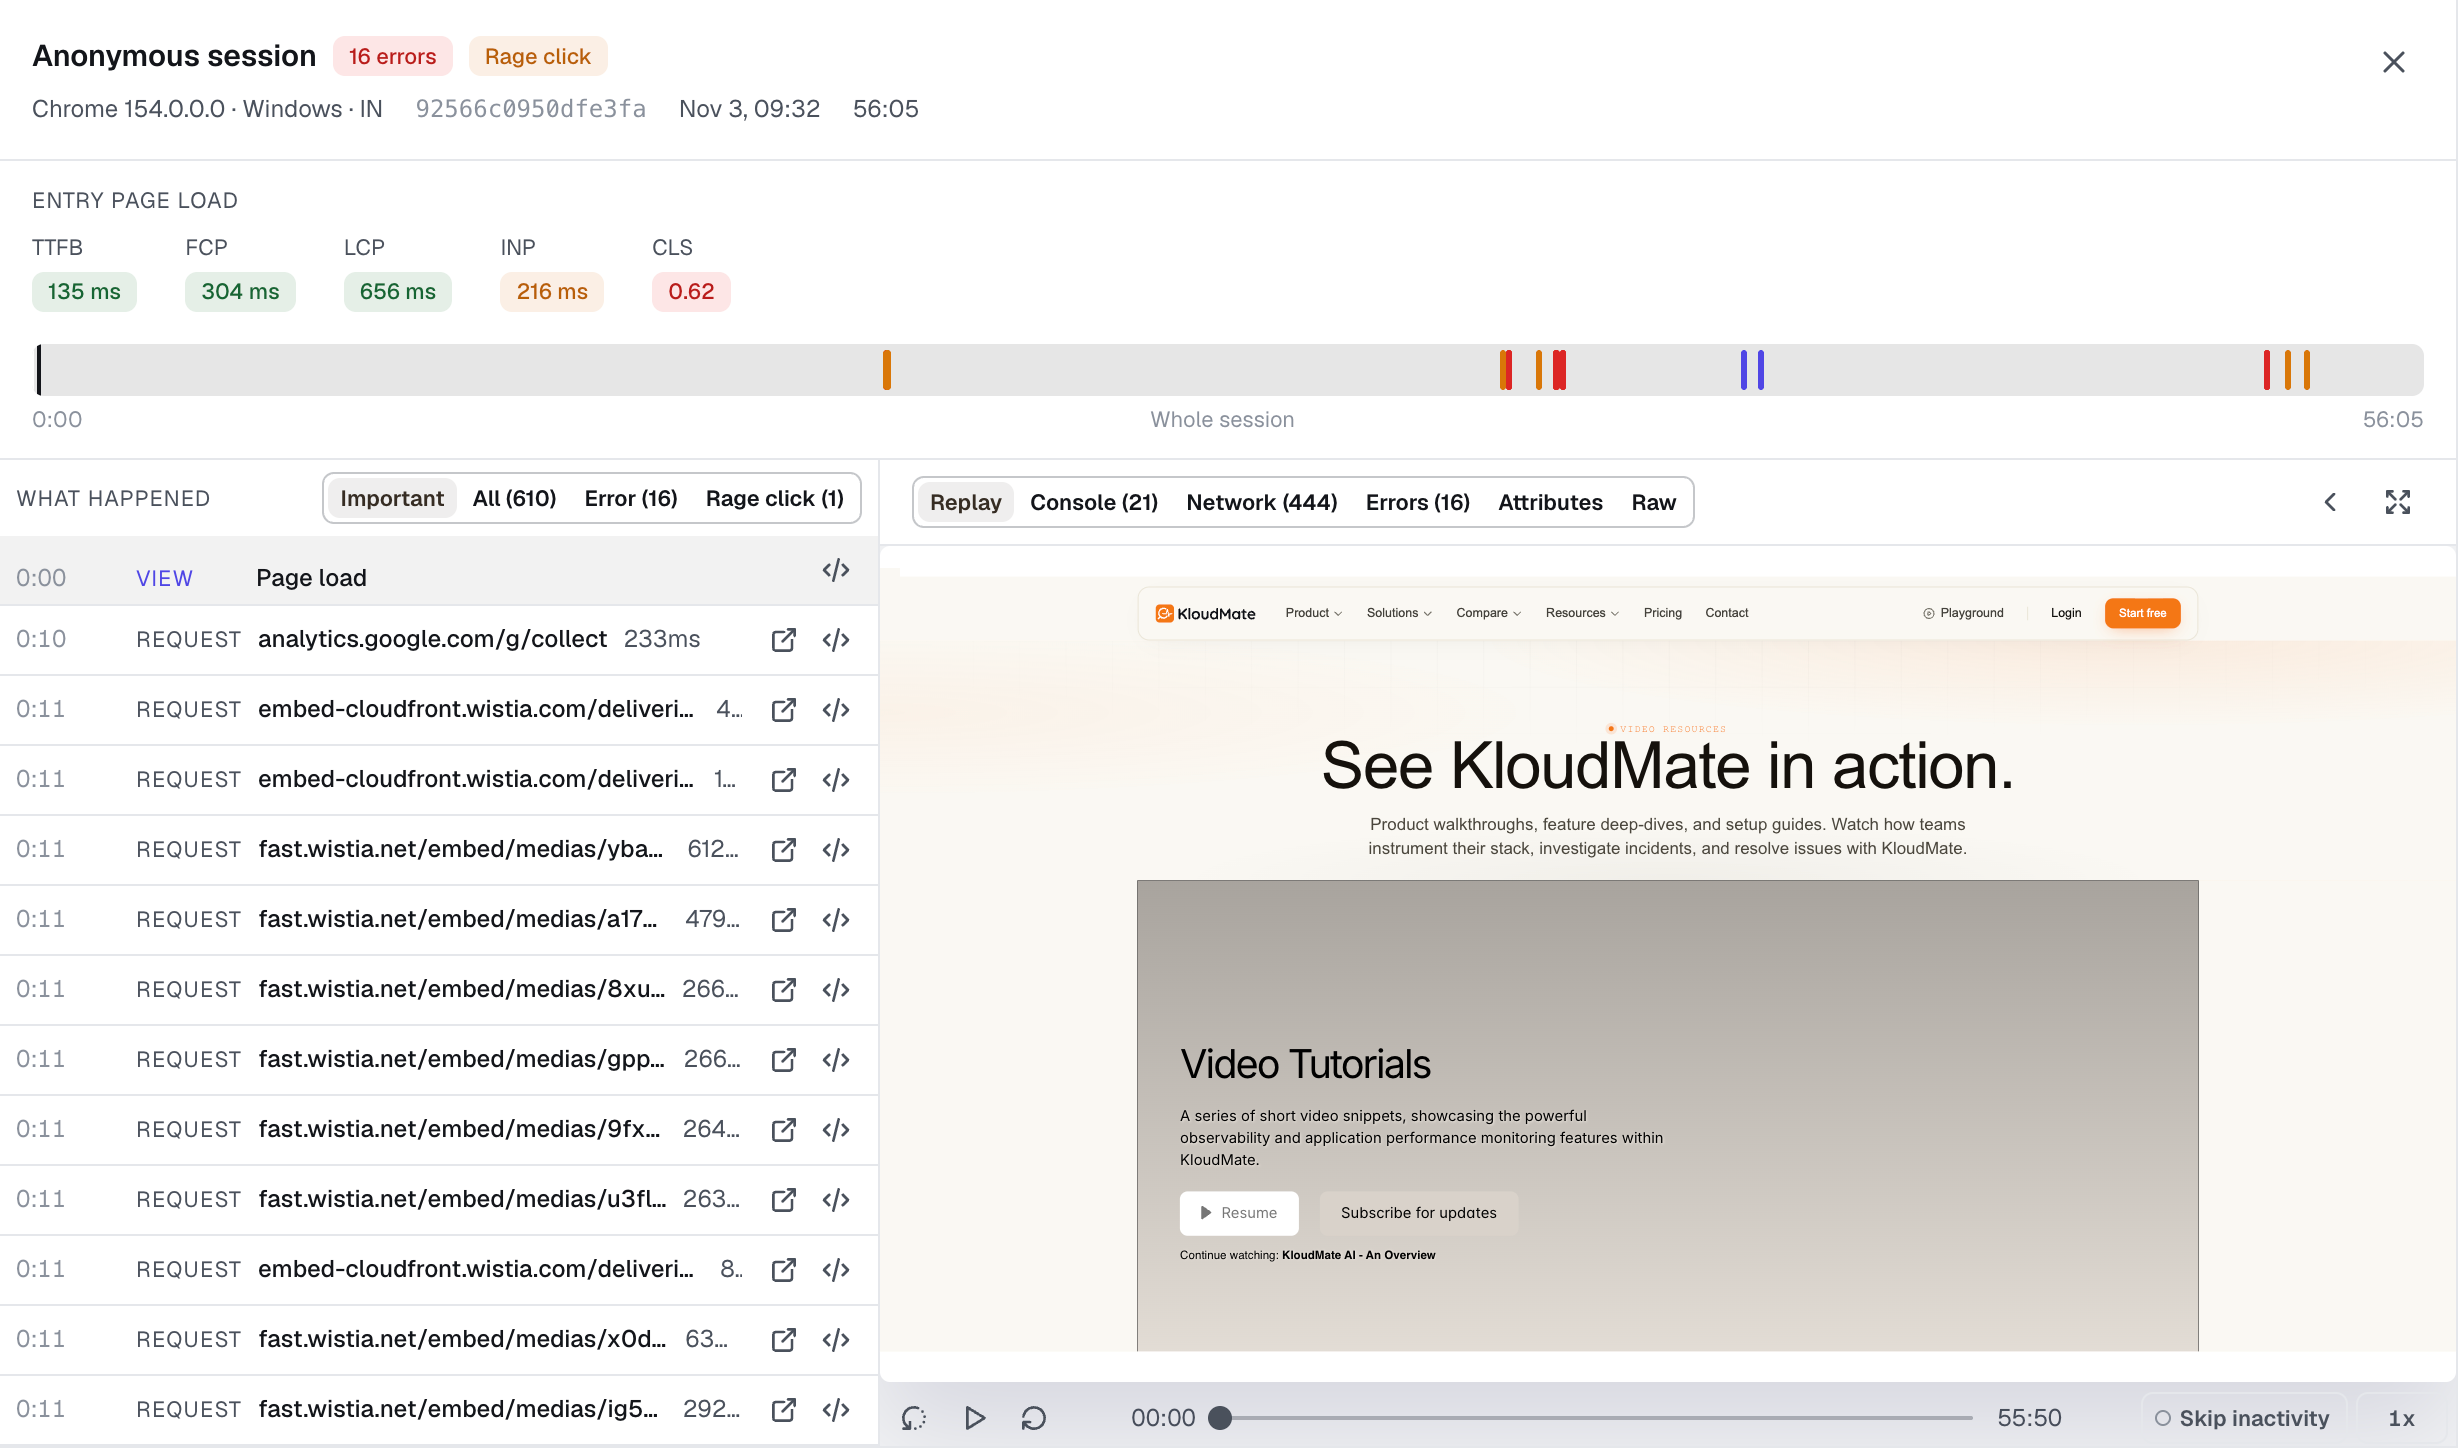 Anonymous session 16 errors Rage click
Chrome 154.0.0.0 · Windows · IN 92566c0950dfe3fa Nov 3, 09:32 56:05
ENTRY PAGE LOAD
TTFB FCP LCP INP CLS
135 ms 304 ms 656 ms 216 ms 0.62
0:00 Whole session 56:05
WHAT HAPPENED Important All (610) Error (16) Rage click (1)
0:00 VIEW Page load
0:10 REQUEST analytics.google.com/g/collect 233ms
0:11 REQUEST embed-cloudfront.wistia.com/deliveri... 4...
0:11 REQUEST embed-cloudfront.wistia.com/deliveri... 1...
0:11 REQUEST fast.wistia.net/embed/medias/yba... 612...
0:11 REQUEST fast.wistia.net/embed/medias/a17... 479...
0:11 REQUEST fast.wistia.net/embed/medias/8xu... 266...
0:11 REQUEST fast.wistia.net/embed/medias/gpp... 266...
0:11 REQUEST fast.wistia.net/embed/medias/9fx... 264...
0:11 REQUEST fast.wistia.net/embed/medias/u3fl... 263...
0:11 REQUEST embed-cloudfront.wistia.com/deliveri... 8...
0:11 REQUEST fast.wistia.net/embed/medias/x0d... 63...
0:11 REQUEST fast.wistia.net/embed/medias/ig5... 292...
Replay Console (21) Network (444) Errors (16) Attributes Raw
KloudMate Product Solutions Compare Resources Pricing Contact Playground Login Start free
VIDEO RESOURCES
See KloudMate in action.
Product walkthroughs, feature deep-dives, and setup guides. Watch how teams
instrument their stack, investigate incidents, and resolve issues with KloudMate.
Video Tutorials
A series of short video snippets, showcasing the powerful
observability and application performance monitoring features within
KloudMate.
Resume Subscribe for updates
Continue watching: KloudMate AI - An Overview
00:00 55:50 Skip inactivity 1x